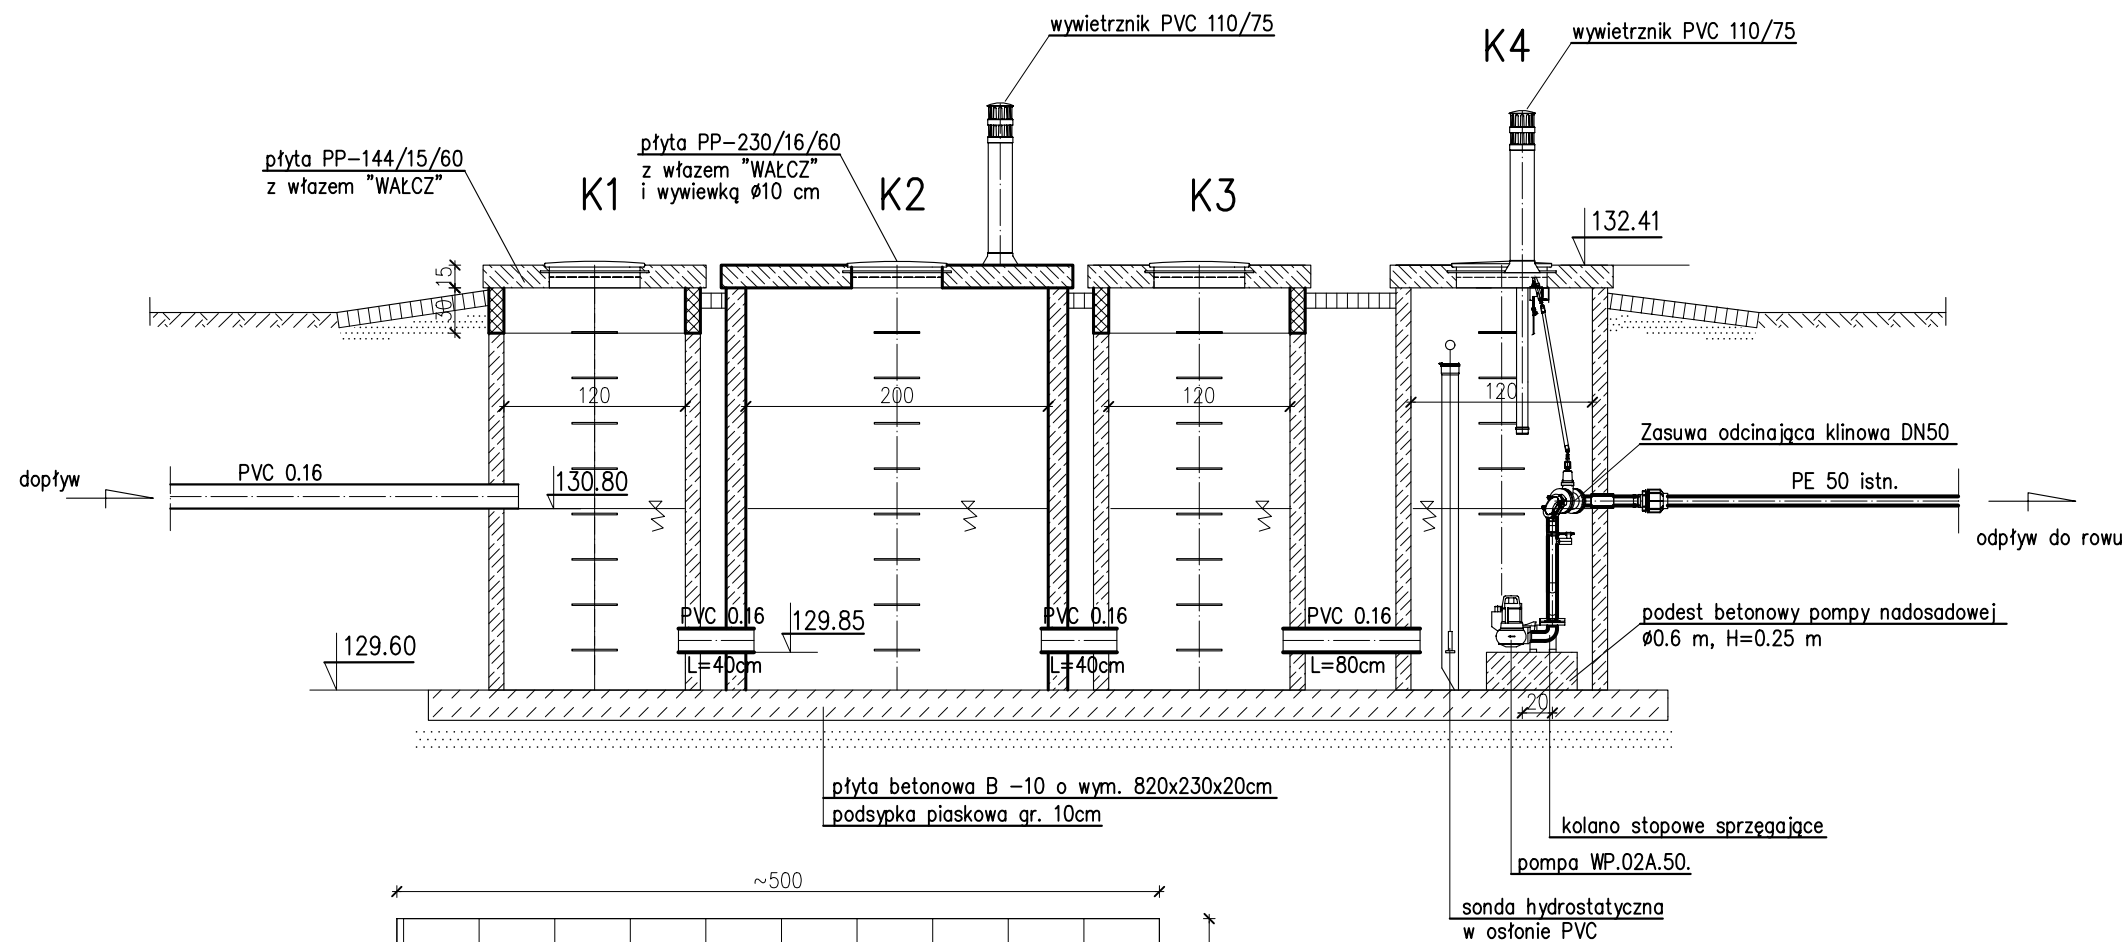 wywietrznik PVC 110/75
K4
wywietrznik PVC 110/75
płyta PP-144/15/60
z włazem "WAŁCZ"
K1
płyta PP-230/16/60
z włazem "WAŁCZ"
i wywiewką ø10 cm
K2
K3
132.41
15
30
120
200
120
120
Zasuwa odcinająca klinowa DN50
dopływ
PVC 0.16
130.80
PE 50 istn.
odpływ do rowu
129.60
PVC 0.16
L=40cm
129.85
PVC 0.16
L=40cm
PVC 0.16
L=80cm
podest betonowy pompy nadosadowej
ø0.6 m, H=0.25 m
20
płyta betonowa B -10 o wym. 820x230x20cm
podsypka piaskowa gr. 10cm
kolano stopowe sprzęgające
pompa WP.02A.50.
sonda hydrostatyczna
w osłonie PVC
~500